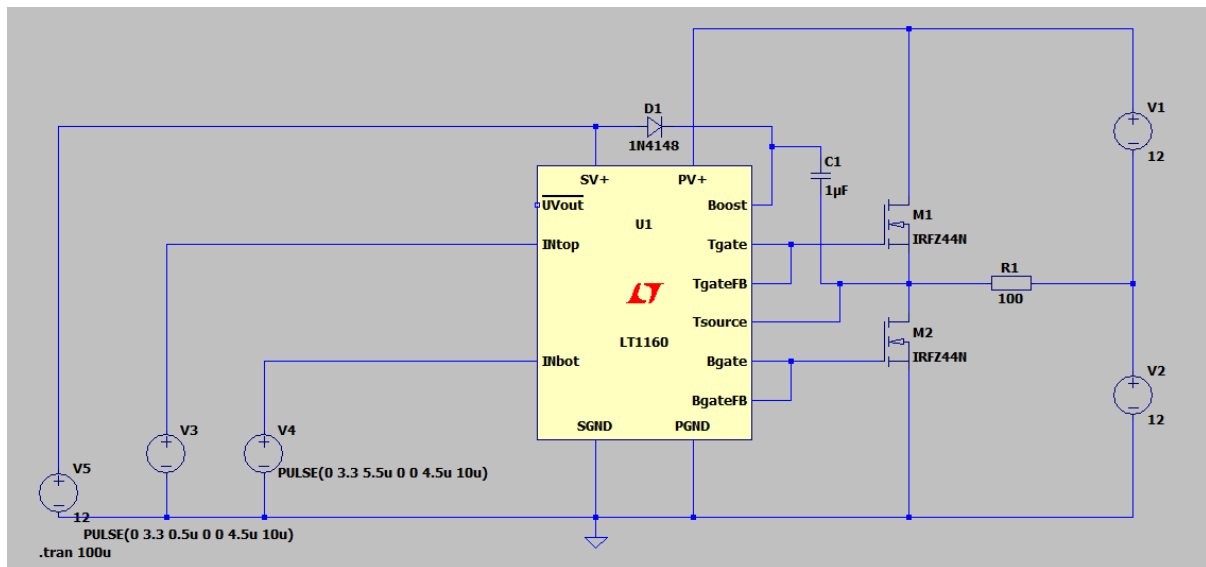 D1
1N4148
V1
12
SV+
PV+
C1
1µF
UVout
Boost
U1
M1
IRFZ44N
INtop
Tgate
R1
100
TgateFB
Tsource
M2
IRFZ44N
LT1160
INbot
Bgate
V2
12
BgateFB
SGND
PGND
V3
V4
PULSE(0 3.3 5.5u 0 0 4.5u 10u)
V5
12
PULSE(0 3.3 0.5u 0 0 4.5u 10u)
.tran 100u